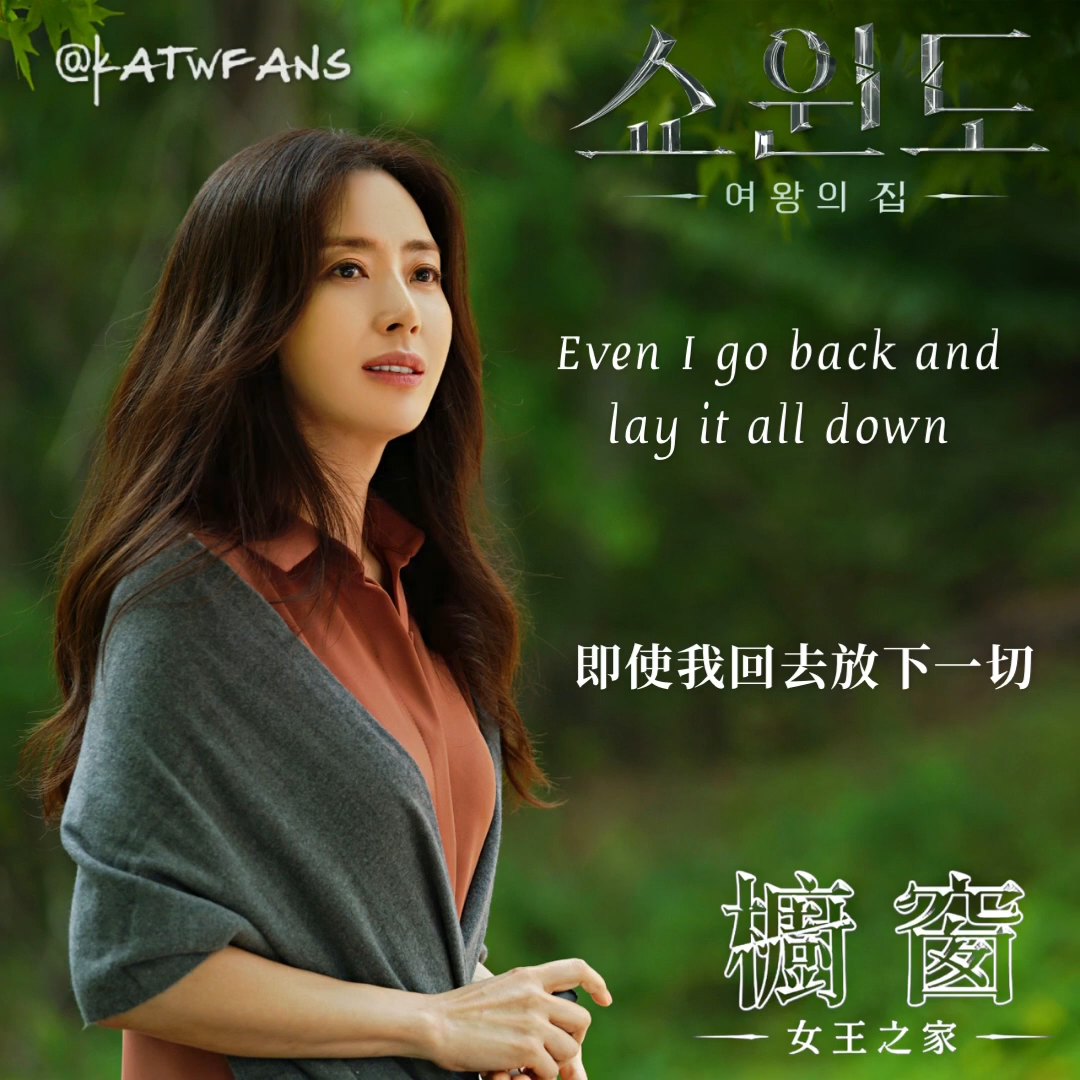 @KATWFANS
쇼윈도
여왕의 집
Even I go back and
lay it all down
即使我回去放下一切
櫥窗
女王之家